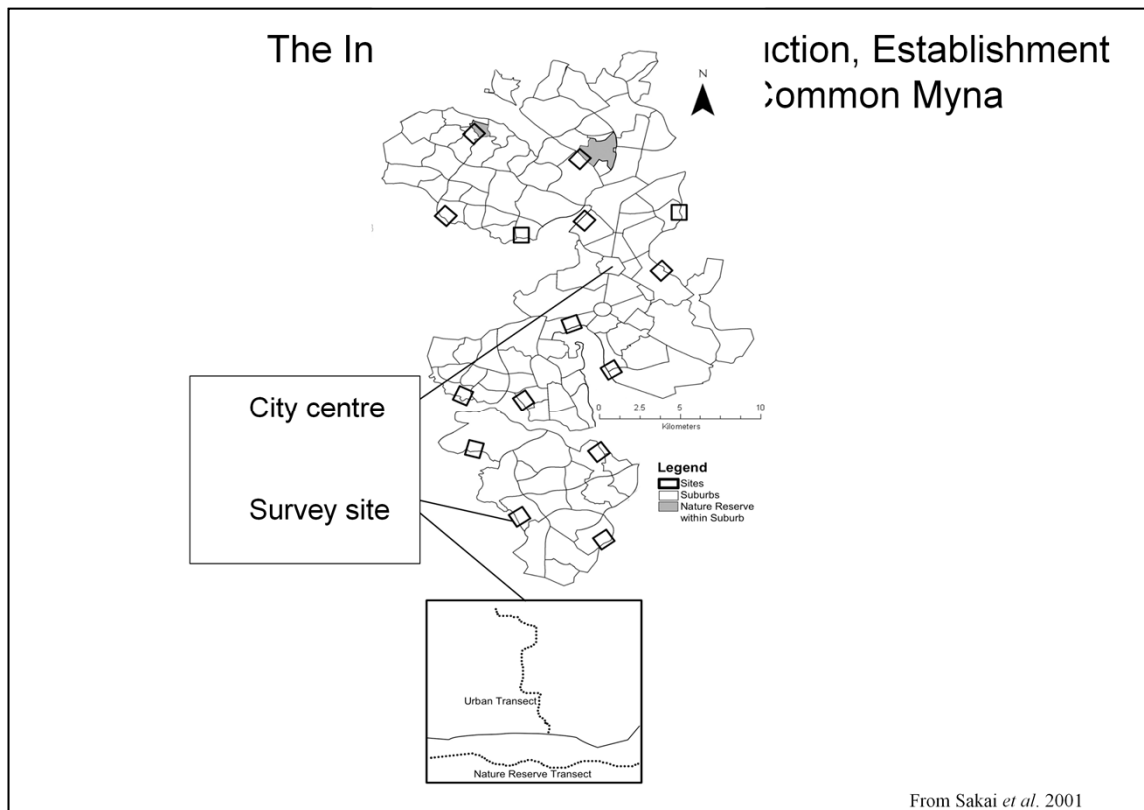 The In uction, Establishment
Common Myna
N
City centre
0 2.5 5 10
Kilometers
Legend
Sites
Suburbs
Nature Reserve
within Suburb
Survey site
Urban Transect
Nature Reserve Transect
From Sakai et al. 2001